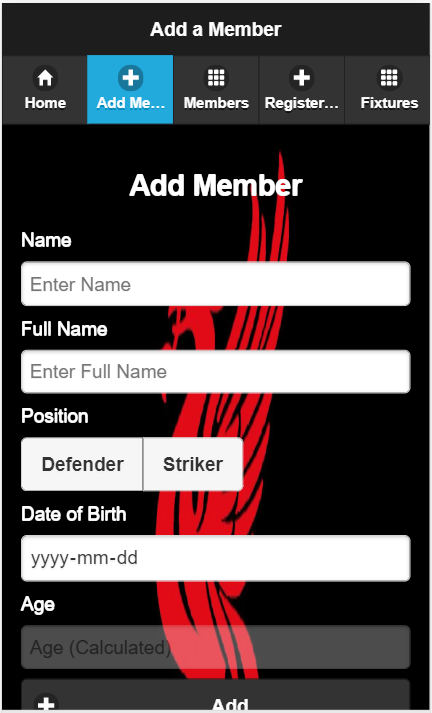 Add a Member
Home
Add Me...
Members
Register...
Fixtures
Add Member
Name
Enter Name
Full Name
Enter Full Name
Position
Defender Striker
Date of Birth
yyyy-mm-dd
Age
Age (Calculated)
Add